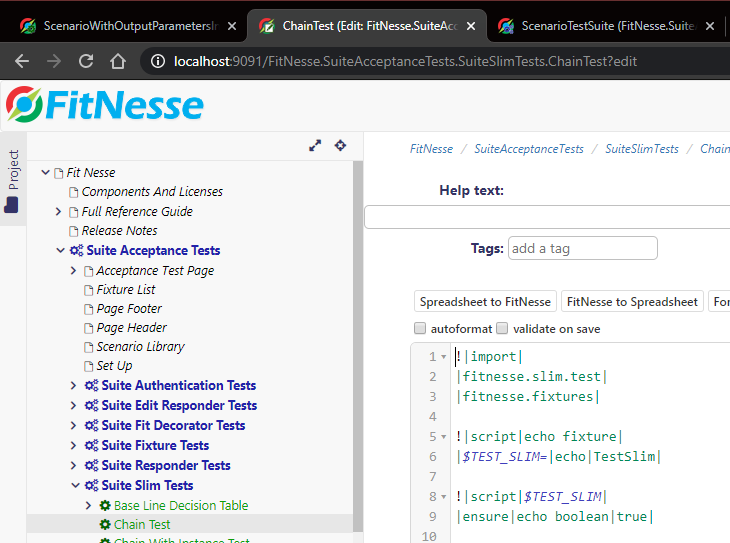 ScenarioWithOutputParametersIn
ChainTest (Edit: FitNesse.SuiteAcc
ScenarioTestSuite (FitNesse.Suite
localhost:9091/FitNesse.SuiteAcceptanceTests.SuiteSlimTests.ChainTest?edit
FitNesse
Project
Fit Nesse
Components And Licenses
Full Reference Guide
Release Notes
Suite Acceptance Tests
Acceptance Test Page
Fixture List
Page Footer
Page Header
Scenario Library
Set Up
Suite Authentication Tests
Suite Edit Responder Tests
Suite Fit Decorator Tests
Suite Fixture Tests
Suite Responder Tests
Suite Slim Tests
Base Line Decision Table
Chain Test
Chain With Instance Test
FitNesse / SuiteAcceptanceTests / SuiteSlimTests / Chain
Help text:
Tags: add a tag
Spreadsheet to FitNesse FitNesse to Spreadsheet For
autoformat validate on save
1 !|import|
2 |fitnesse.slim.test|
3 |fitnesse.fixtures|
4
5 !|script|echo fixture|
6 |$TEST_SLIM=|echo|TestSlim|
7
8 !|script|$TEST_SLIM|
9 |ensure|echo boolean|true|
10